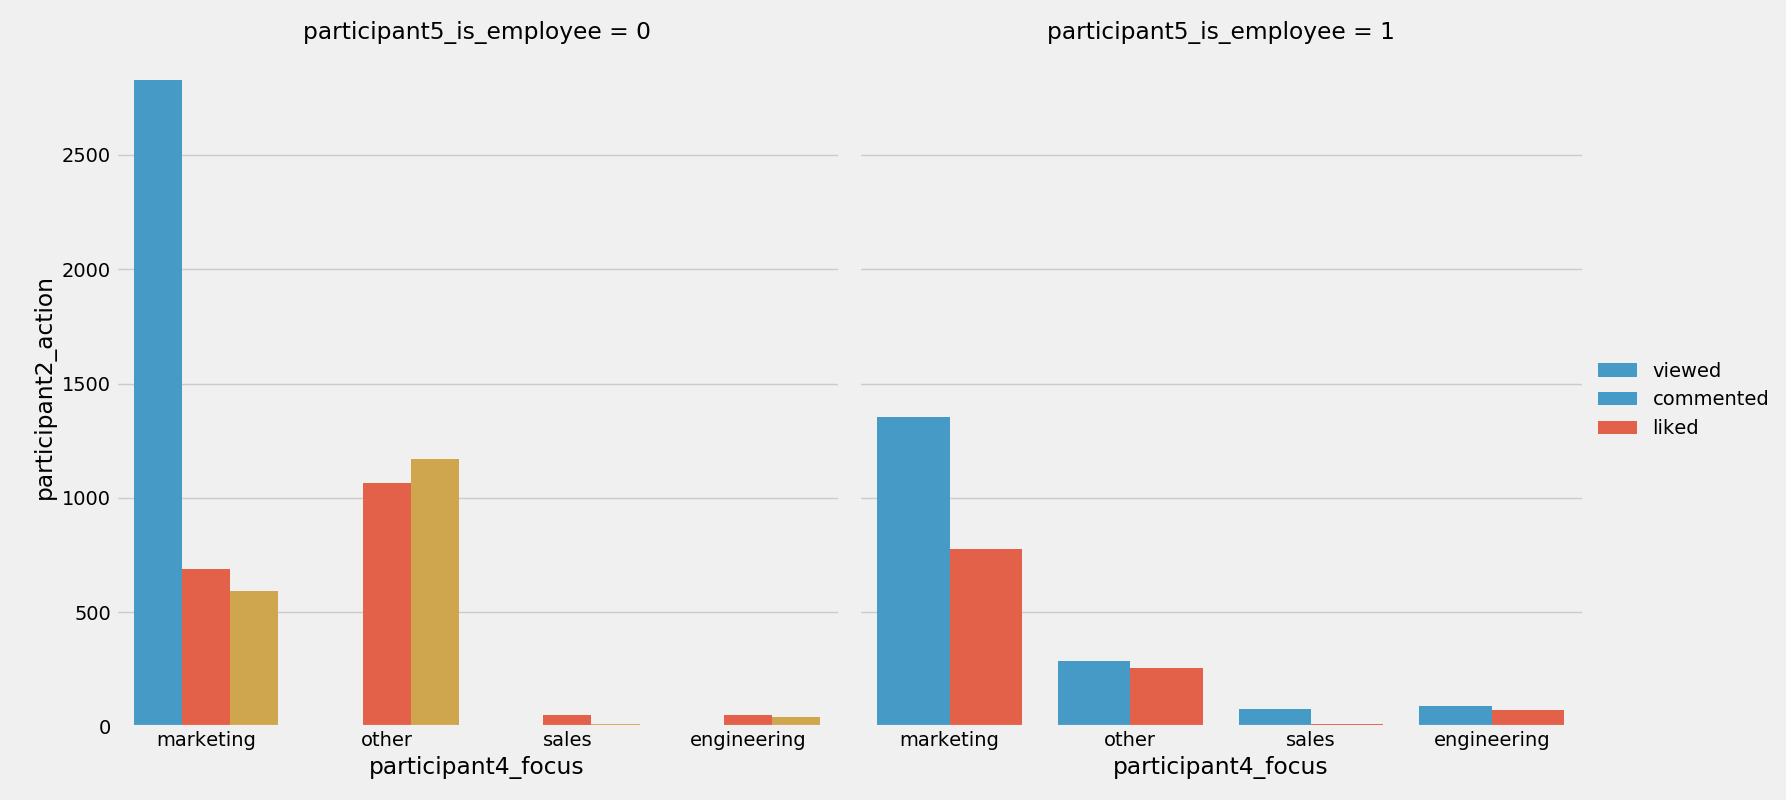 participant5_is_employee = 0
participant5_is_employee = 1
participant2_action
2500
2000
1500
1000
500
0
marketing
other
sales
engineering
participant4_focus
marketing
other
sales
engineering
participant4_focus
viewed
commented
liked